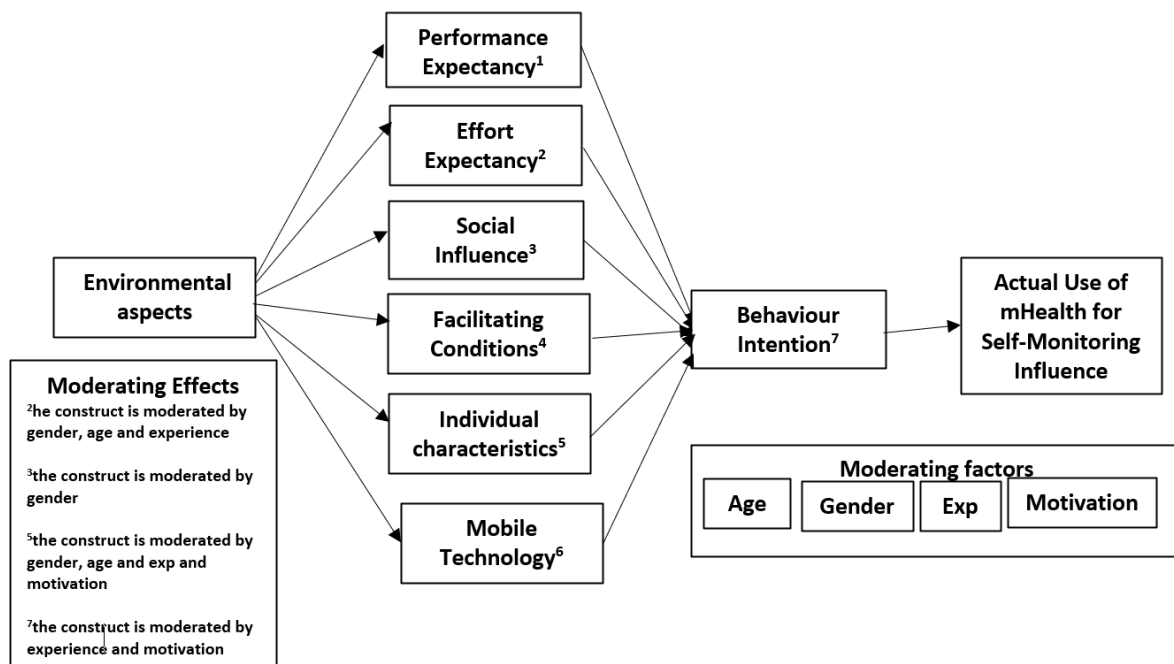 Performance
Expectancy¹
Effort
Expectancy²
Social
Influence³
Environmental
aspects
Facilitating
Conditions⁴
Individual
characteristics⁵
Mobile
Technology⁶
Behaviour
Intention⁷
Actual Use of
mHealth for
Self-Monitoring
Influence
Moderating Effects
²he construct is moderated by
gender, age and experience
³the construct is moderated by
gender
⁵the construct is moderated by
gender, age and exp and
motivation
⁷the construct is moderated by
experience and motivation
Moderating factors
Age
Gender
Exp
Motivation